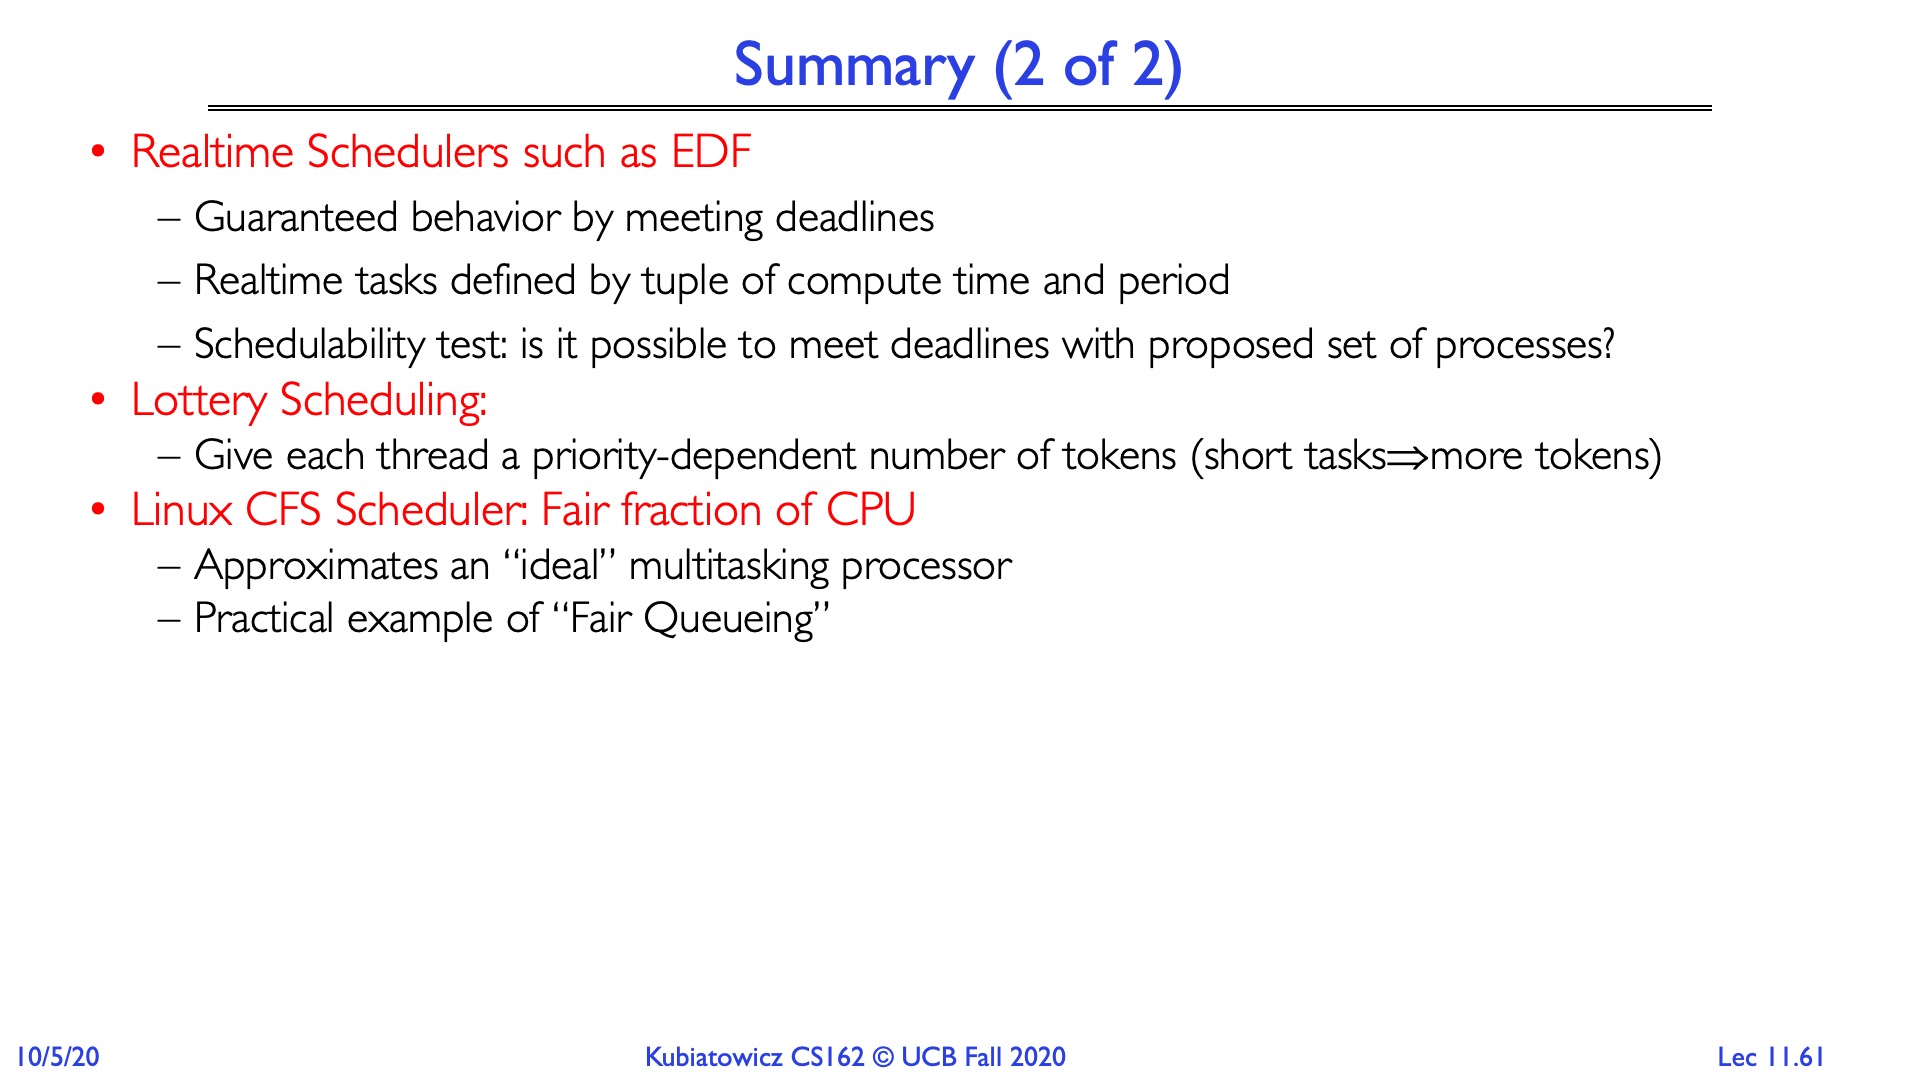 Summary (2 of 2)
• Realtime Schedulers such as EDF
– Guaranteed behavior by meeting deadlines
– Realtime tasks defined by tuple of compute time and period
– Schedulability test: is it possible to meet deadlines with proposed set of processes?
• Lottery Scheduling:
– Give each thread a priority-dependent number of tokens (short tasks⇒more tokens)
• Linux CFS Scheduler: Fair fraction of CPU
– Approximates an “ideal” multitasking processor
– Practical example of “Fair Queueing”
10/5/20
Kubiatowicz CS162 © UCB Fall 2020
Lec 11.61